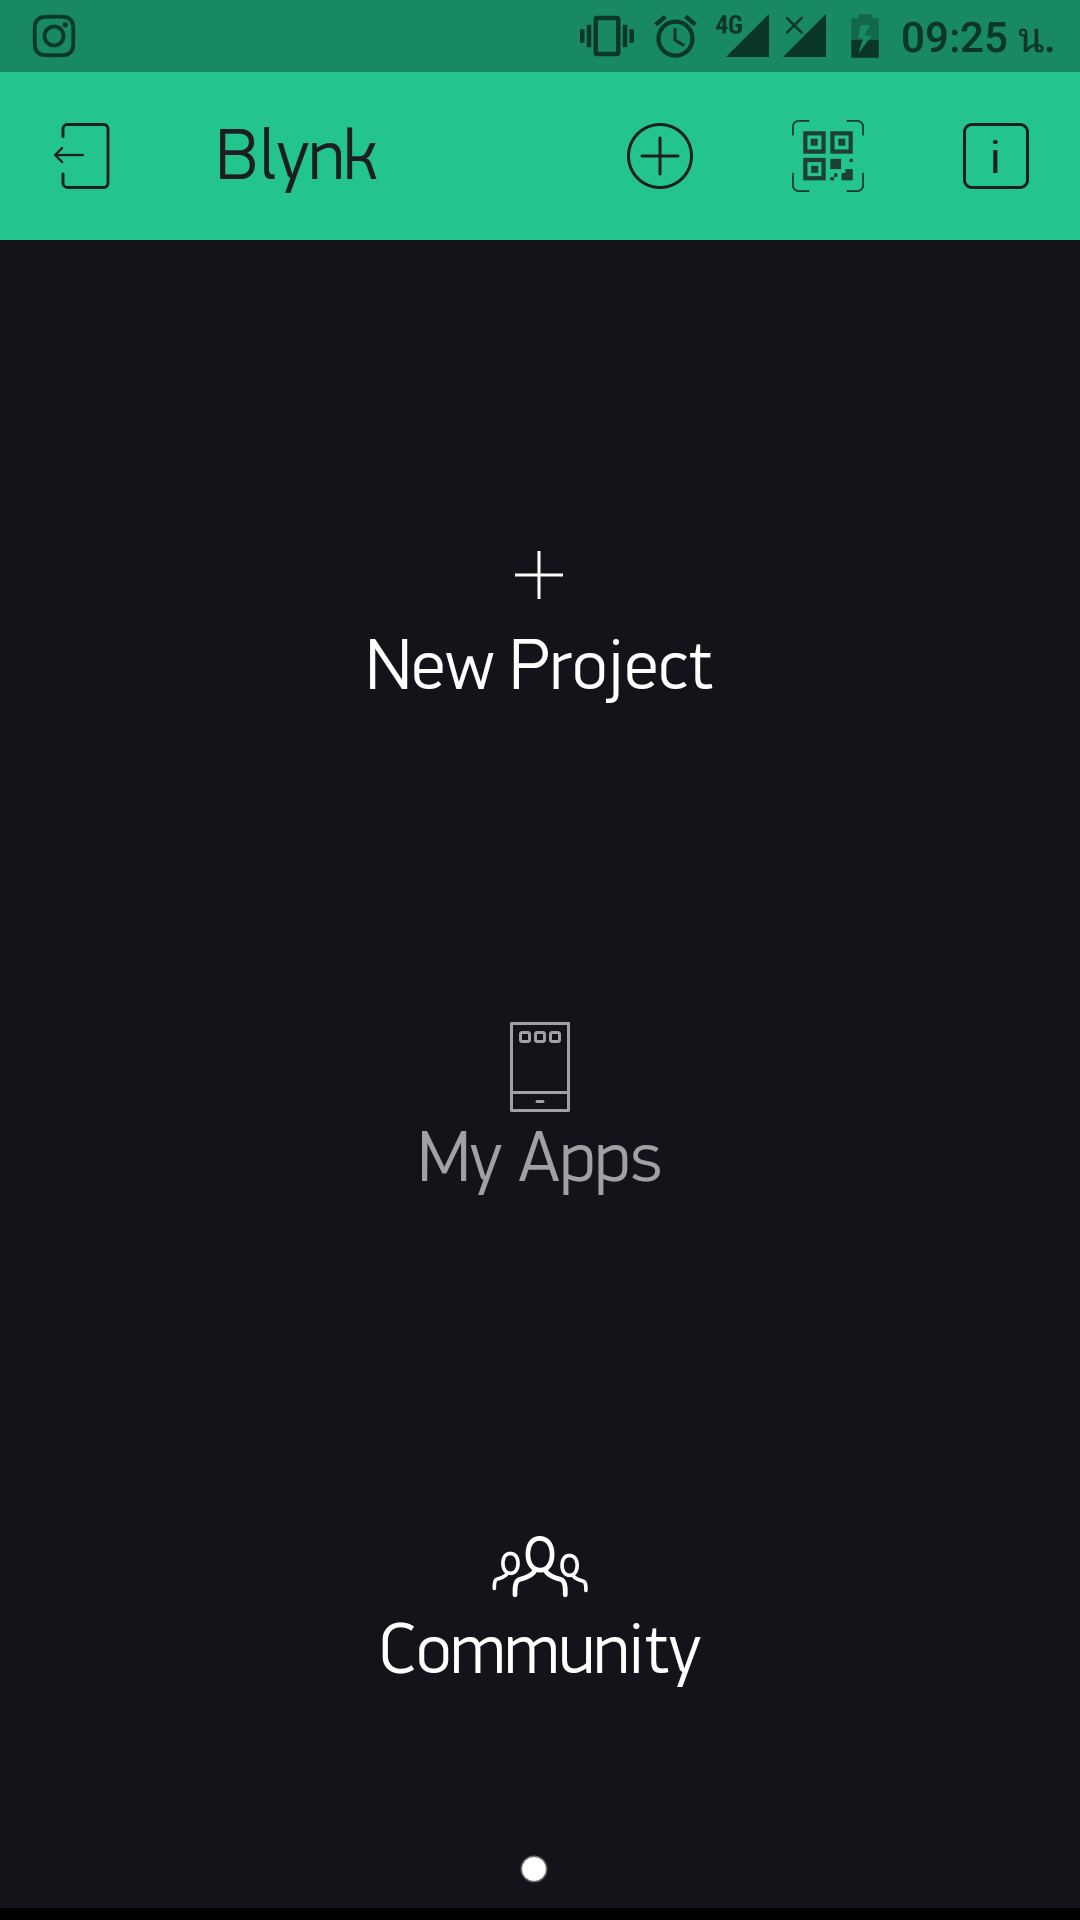 4G 09:25 น.
Blynk i
New Project
My Apps
Community